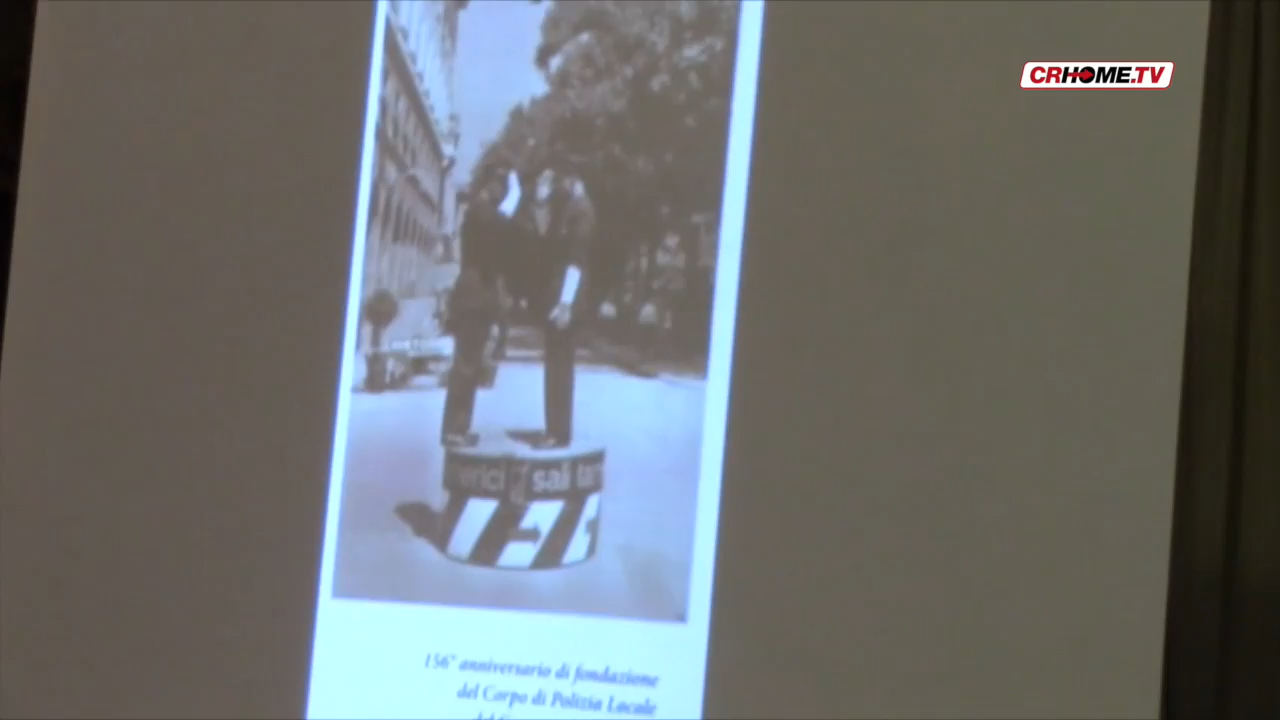 CRHOME.TV
sali
156° anniversario di fondazione
del Corpo di Polizia Locale